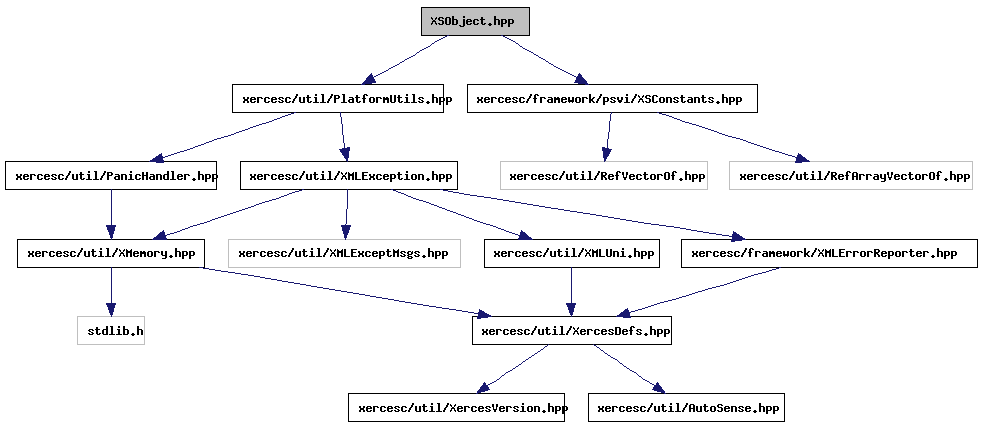 XSObject.hpp
xercesc/util/PlatformUtils.hpp
xercesc/framework/psvi/XSConstants.hpp
xercesc/util/PanicHandler.hpp
xercesc/util/XMLException.hpp
xercesc/util/RefVectorOf.hpp
xercesc/util/RefArrayVectorOf.hpp
xercesc/util/XMemory.hpp
xercesc/util/XMLExceptMsgs.hpp
xercesc/util/XMLUni.hpp
xercesc/framework/XMLErrorReporter.hpp
stdlib.h
xercesc/util/XercesDefs.hpp
xercesc/util/XercesVersion.hpp
xercesc/util/AutoSense.hpp